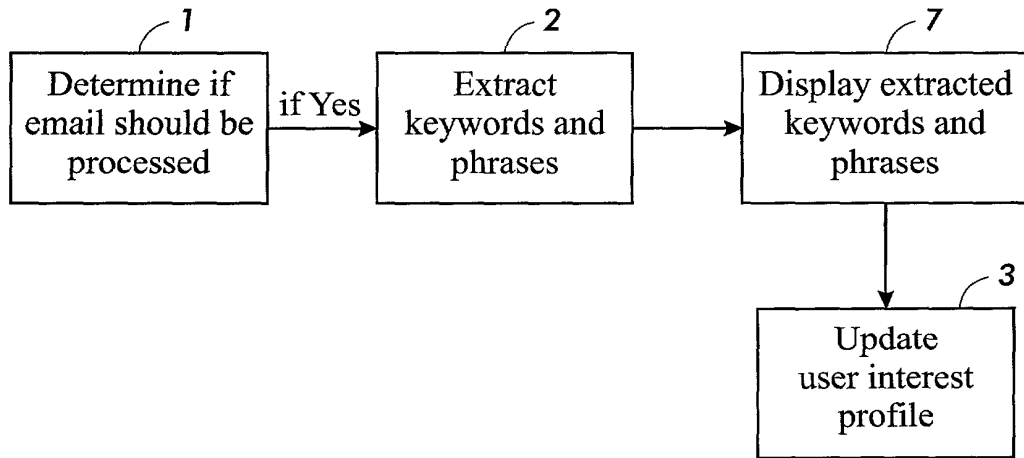 1
Determine if
email should be
processed
if Yes
2
Extract
keywords and
phrases
7
Display extracted
keywords and
phrases
3
Update
user interest
profile